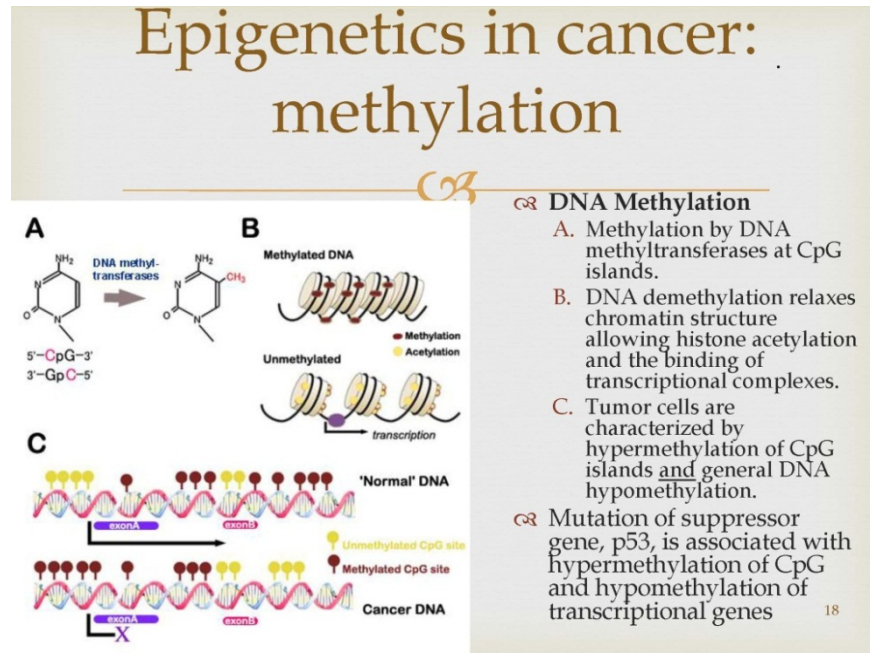 Epigenetics in cancer:
methylation
.
A
NH₂
DNA methyl-
transferases
NH₂
CH₃
N
N
O
N
O
N
5'–CpG–3'
3'–GpC–5'
B
Methylated DNA
Methylation
Acetylation
Unmethylated
transcription
C
'Normal' DNA
exonA
exonB
Unmethylated CpG site
Methylated CpG site
Cancer DNA
exonA
exonB
X
DNA Methylation
A. Methylation by DNA
methyltransferases at CpG
islands.
B. DNA demethylation relaxes
chromatin structure
allowing histone acetylation
and the binding of
transcriptional complexes.
C. Tumor cells are
characterized by
hypermethylation of CpG
islands and general DNA
hypomethylation.
Mutation of suppressor
gene, p53, is associated with
hypermethylation of CpG
and hypomethylation of
transcriptional genes
18